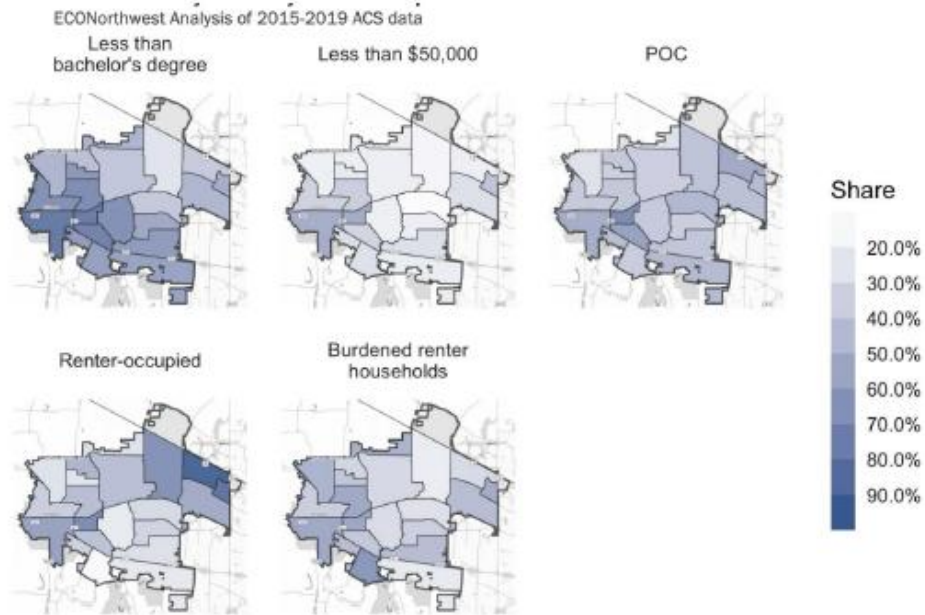 ECONorthwest Analysis of 2015-2019 ACS data
Less than
bachelor's degree
Less than $50,000
POC
Share
20.0%
30.0%
40.0%
50.0%
60.0%
70.0%
80.0%
90.0%
Renter-occupied
Burdened renter
households